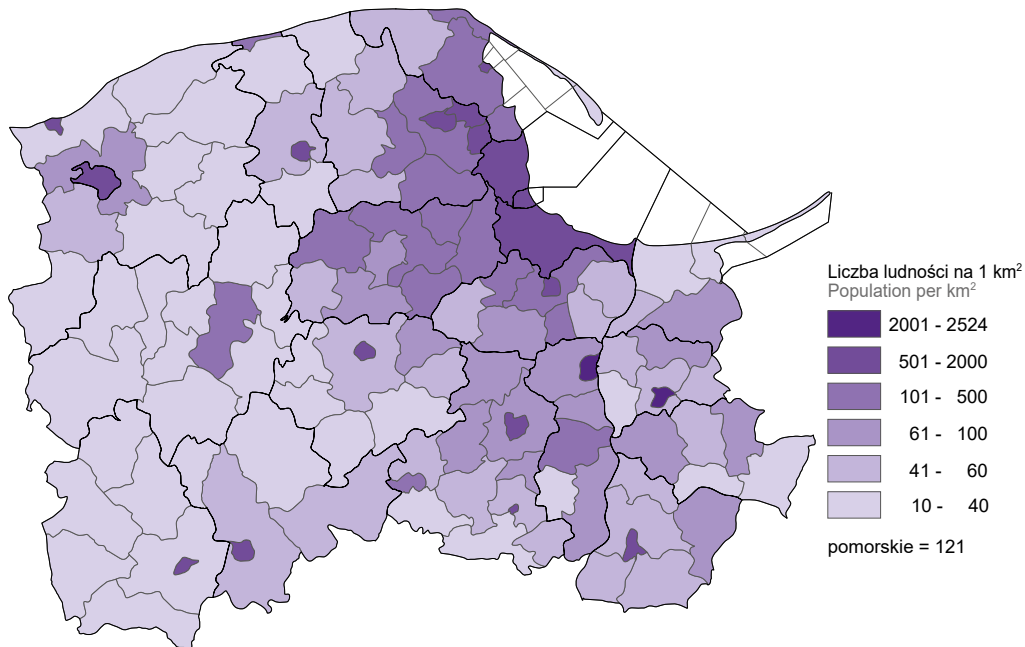 Liczba ludności na 1 km²
Population per km²
2001 - 2524
501 - 2000
101 - 500
61 - 100
41 - 60
10 - 40
pomorskie = 121